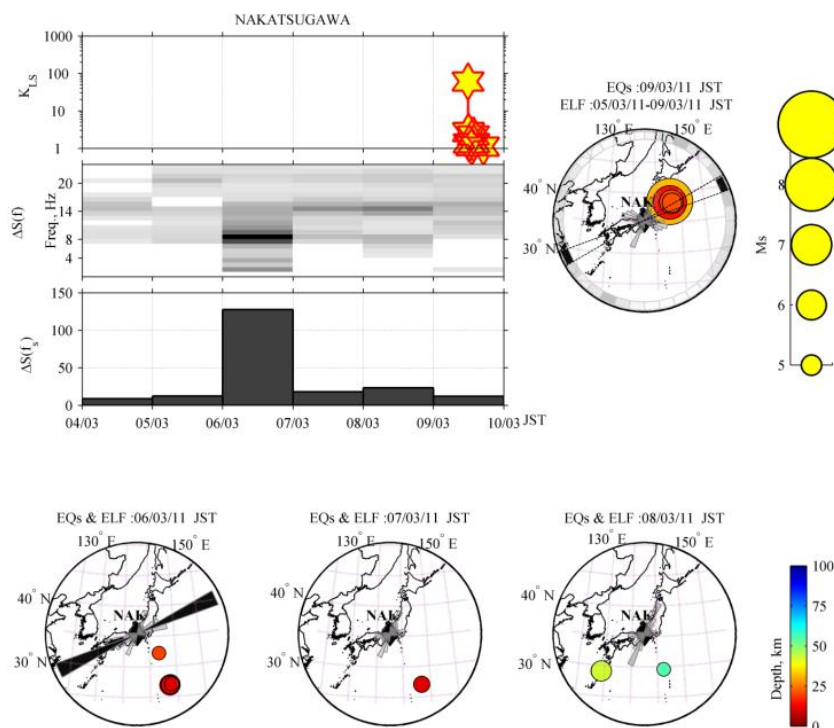 NAKATSUGAWA
K_LS
1000
100
10
1
ΔS(f)
Freq., Hz
20
14
8
4
ΔS(f_s)
150
100
50
0
04/03 05/03 06/03 07/03 08/03 09/03 10/03 JST
EQs :09/03/11 JST
ELF :05/03/11-09/03/11 JST
130° E 150° E
40° N
30° N
NAK
Ms
8
7
6
5
EQs & ELF :06/03/11 JST
130° E 150° E
40° N
30° N
NAK
EQs & ELF :07/03/11 JST
130° E 150° E
40° N
30° N
NAK
EQs & ELF :08/03/11 JST
130° E 150° E
40° N
30° N
NAK
Depth, km
100
75
50
25
0